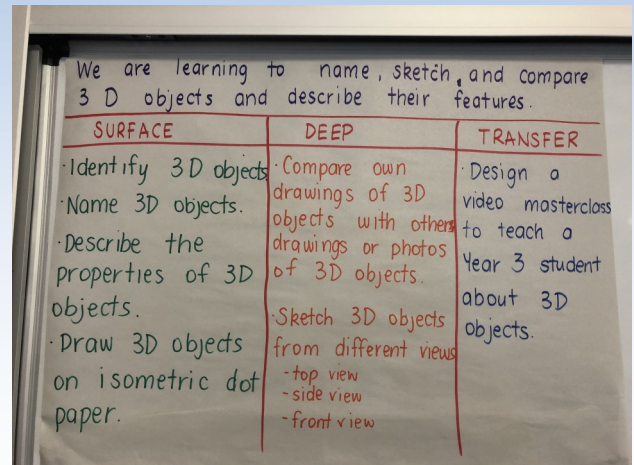 We are learning to name, sketch, and compare
3 D objects and describe their features.
SURFACE
· Identify 3D objects
· Name 3D objects.
· Describe the
properties of 3D
objects.
· Draw 3D objects
on isometric dot
paper.
DEEP
· Compare own
drawings of 3D
objects with others
drawings or photos
of 3D objects.
· Sketch 3D objects
from different views
- top view
- side view
- front view
TRANSFER
· Design a
video masterclass
to teach a
Year 3 student
about 3D
objects.